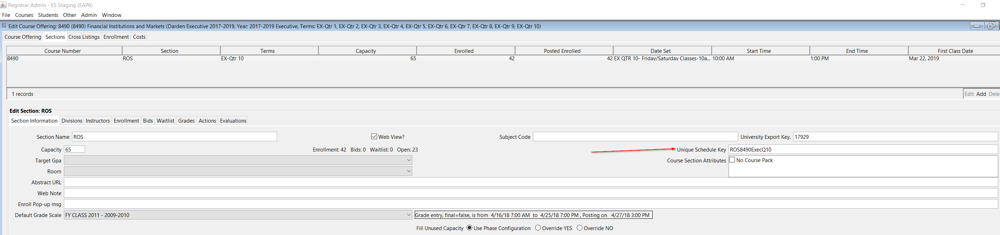 Registrar Admin - ES Staging (EAP6)
File Courses Students Other Admin Window
Edit Course Offering: 8490 (8490) Financial Institutions and Markets (Darden Executive 2017-2019, Year: 2017-2019 Executive, Terms: EX-Qtr 1, EX-Qtr 2, EX-Qtr 3, EX-Qtr 4, EX-Qtr 5, EX-Qtr 6, EX-Qtr 7, EX-Qtr 8, EX-Qtr 9, EX-Qtr 10)
Course Offering Sections Cross Listings Enrollment Costs
Course Number Section Terms Capacity Enrolled Posted Enrolled Date Set Start Time End Time First Class Date
8490 ROS EX-Qtr 10 65 42 42 EX QTR 10- Friday/Saturday Classes-10a... 10:00 AM 1:00 PM Mar 22, 2019
1 records Edit Add Dele
Edit Section: ROS
Section Information Divisions Instructors Enrollment Bids Waitlist Grades Actions Evaluations
Section Name ROS Web View? Subject Code University Export Key. 17929
Capacity 65 Enrollment: 42 Bids: 0 Waitlist: 0 Open: 23 Unique Schedule Key ROS8490ExecQ10
Target Gpa Course Section Attributes No Course Pack
Room
Abstract URL
Web Note
Enroll Pop-up msg
Default Grade Scale FY CLASS 2011 - 2009-2010 Grade entry, final=false, is from 4/16/18 7:00 AM to 4/25/18 7:00 PM , Posting on 4/27/18 3:00 PM
Fill Unused Capacity Use Phase Configuration Override YES Override NO